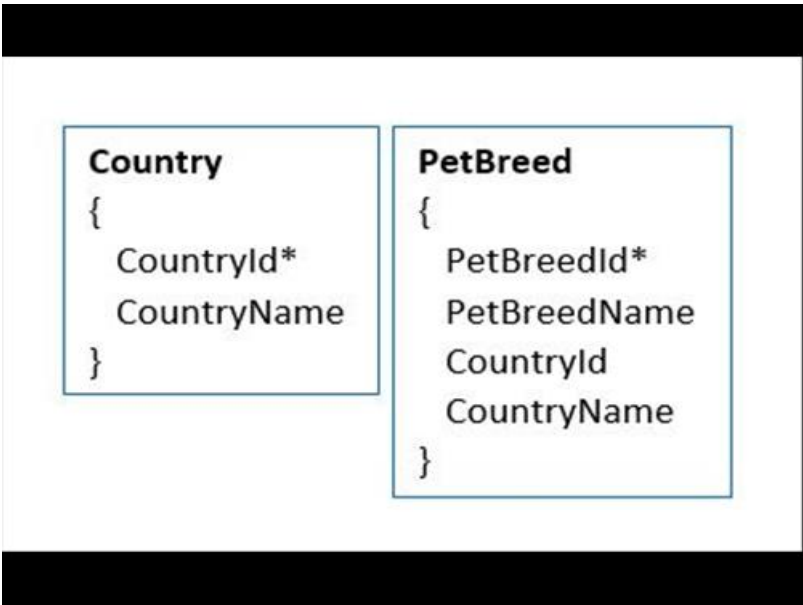 Country
{
CountryId*
CountryName
}
PetBreed
{
PetBreedId*
PetBreedName
CountryId
CountryName
}